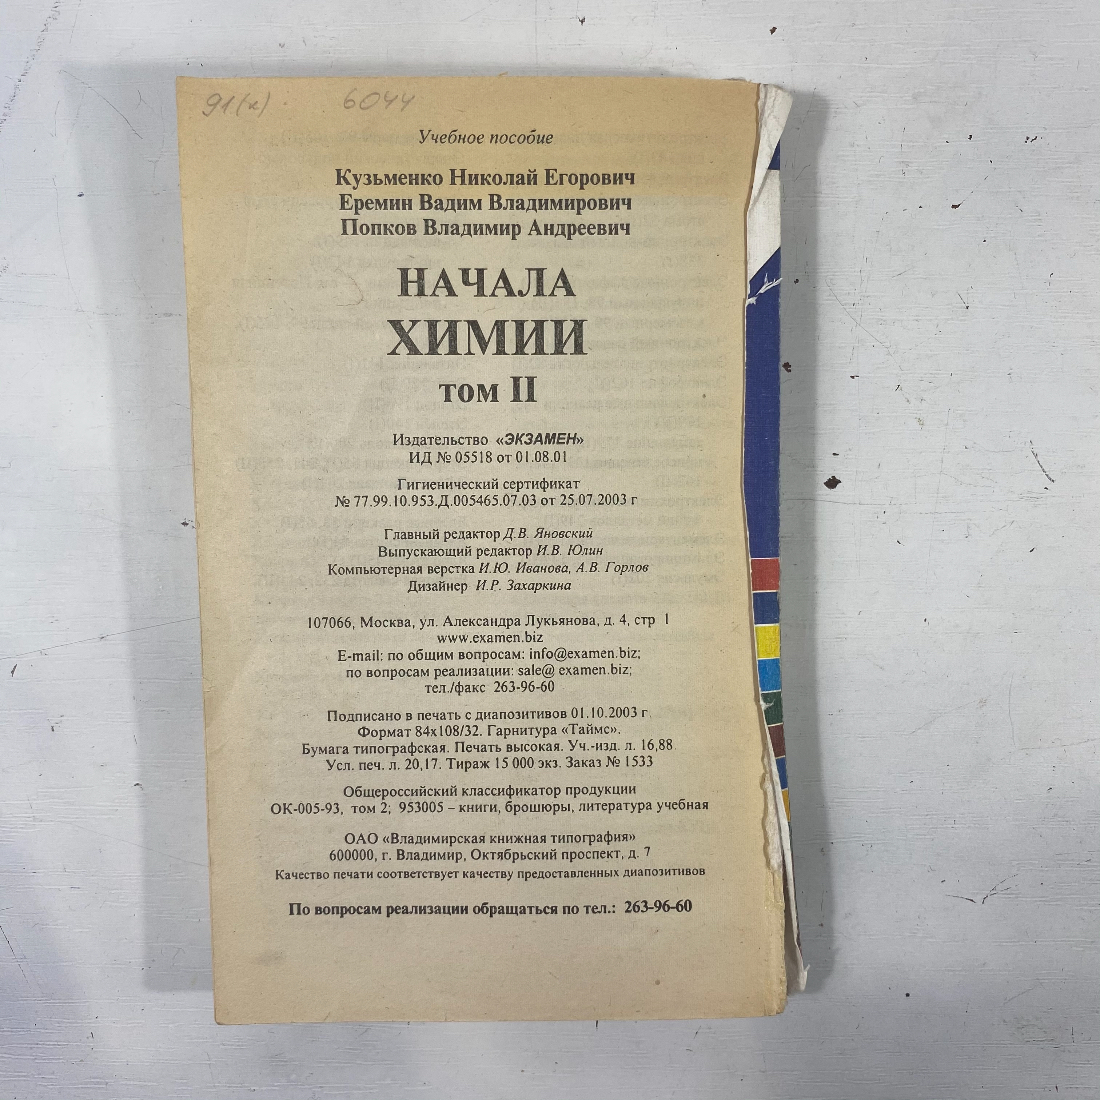 91(к). 6044
Учебное пособие
Кузьменко Николай Егорович
Еремин Вадим Владимирович
Попков Владимир Андреевич
НАЧАЛА
ХИМИИ
том II
Издательство «ЭКЗАМЕН»
ИД № 05518 от 01.08.01
Гигиенический сертификат
№ 77.99.10.953.Д.005465.07.03 от 25.07.2003 г
Главный редактор Д.В. Яновский
Выпускающий редактор И.В. Юлин
Компьютерная верстка И.Ю. Иванова, А.В. Горлов
Дизайнер И.Р. Захаркина
107066, Москва, ул. Александра Лукьянова, д. 4, стр 1
www.examen.biz
E-mail: по общим вопросам: info@examen.biz;
по вопросам реализации: sale@ examen.biz;
тел./факс 263-96-60
Подписано в печать с диапозитивов 01.10.2003 г.
Формат 84х108/32. Гарнитура «Таймс».
Бумага типографская. Печать высокая. Уч.-изд. л. 16,88.
Усл. печ. л. 20,17. Тираж 15 000 экз. Заказ № 1533
Общероссийский классификатор продукции
ОК-005-93, том 2; 953005 – книги, брошюры, литература учебная
ОАО «Владимирская книжная типография»
600000, г. Владимир, Октябрьский проспект, д. 7
Качество печати соответствует качеству предоставленных диапозитивов
По вопросам реализации обращаться по тел.: 263-96-60